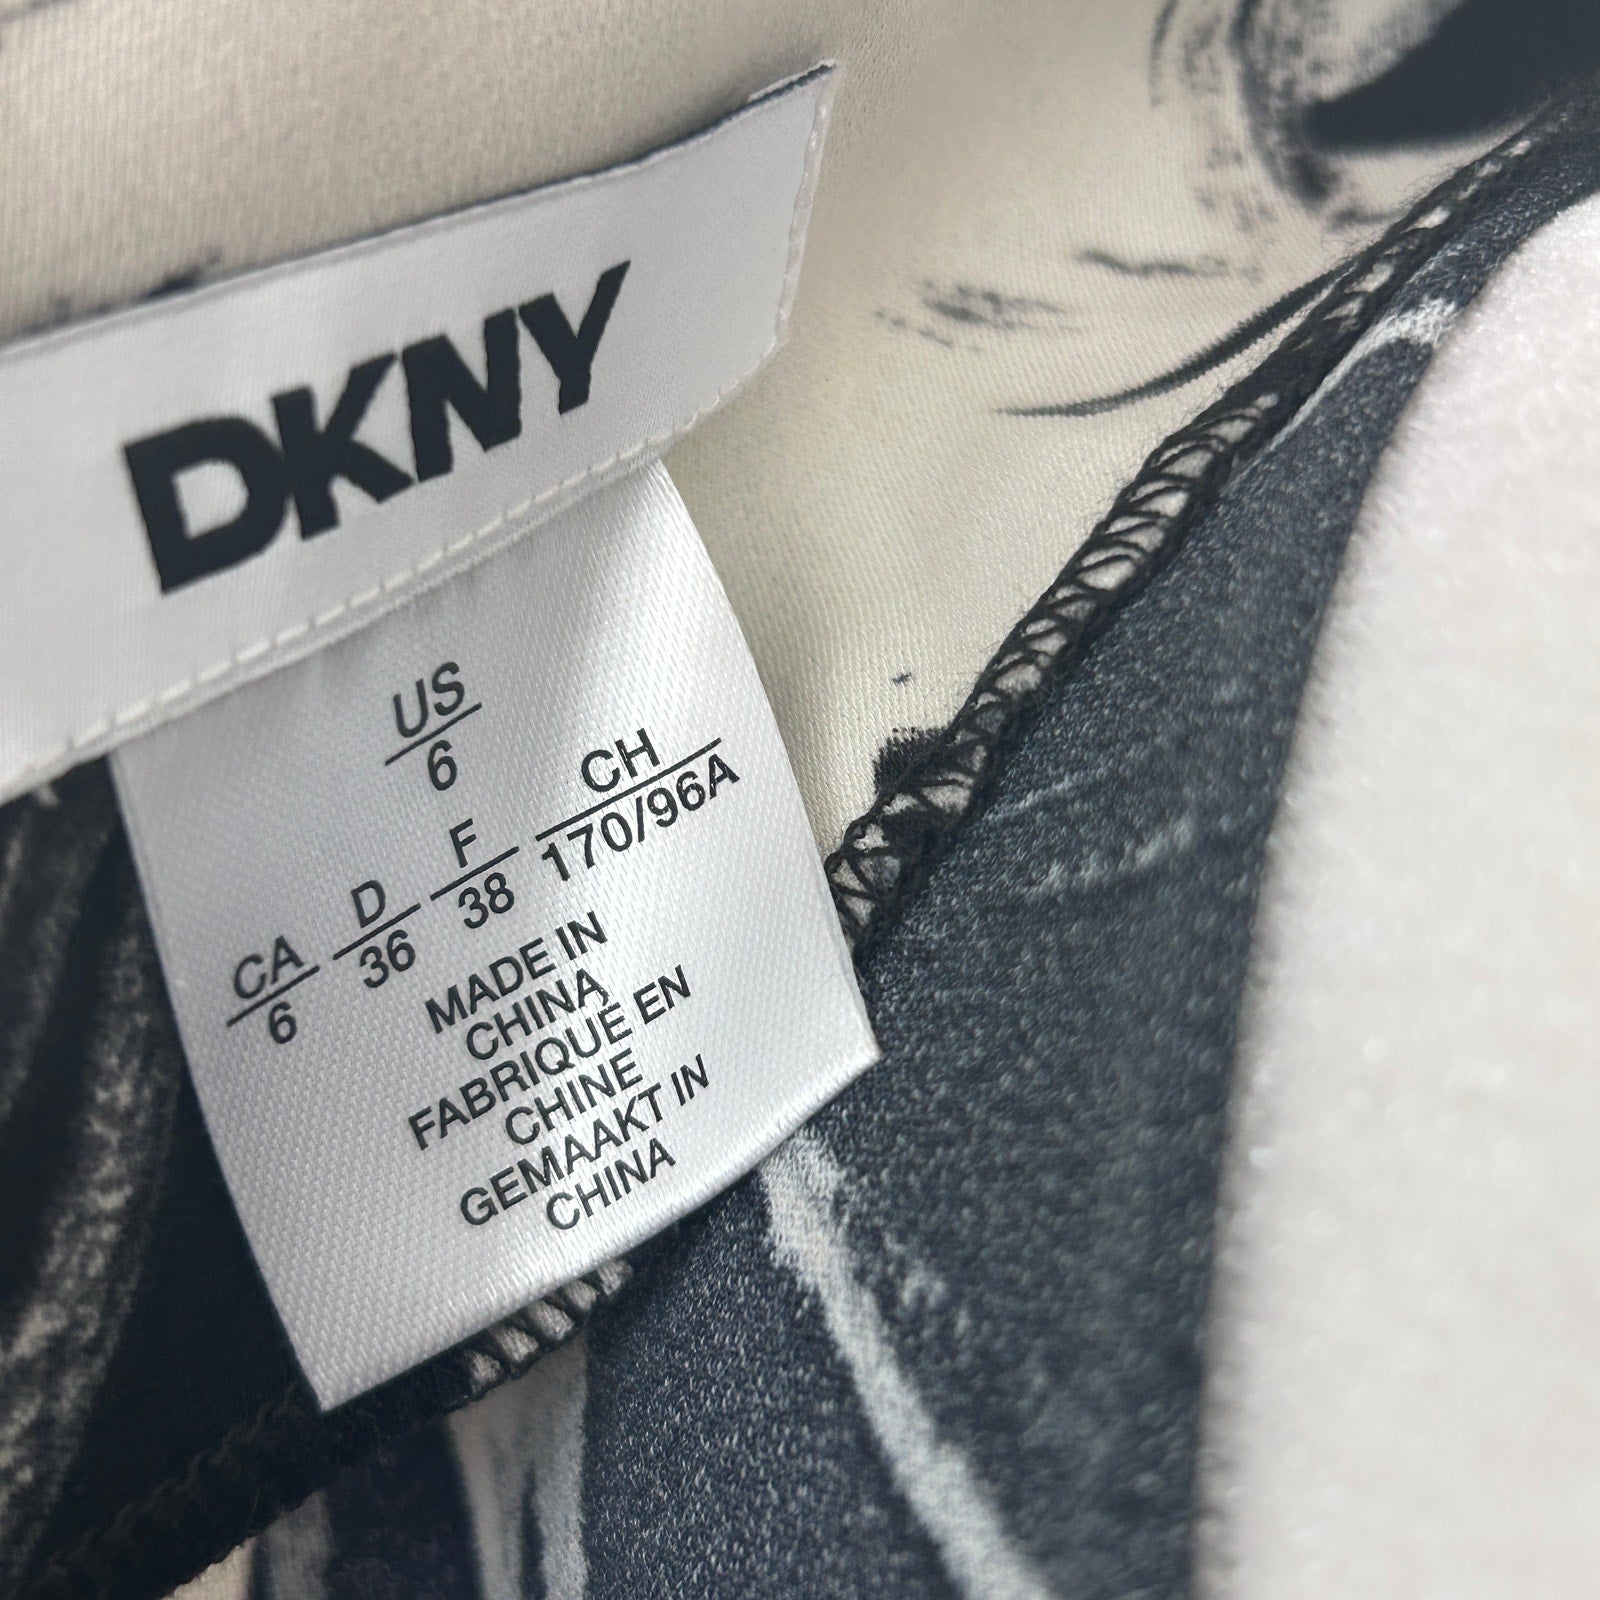 DKNY
US
6
CA
6
D
36
F
38
CH
170/96A
MADE IN
CHINA
FABRIQUÉ EN
CHINE
GEMAAKT IN
CHINA